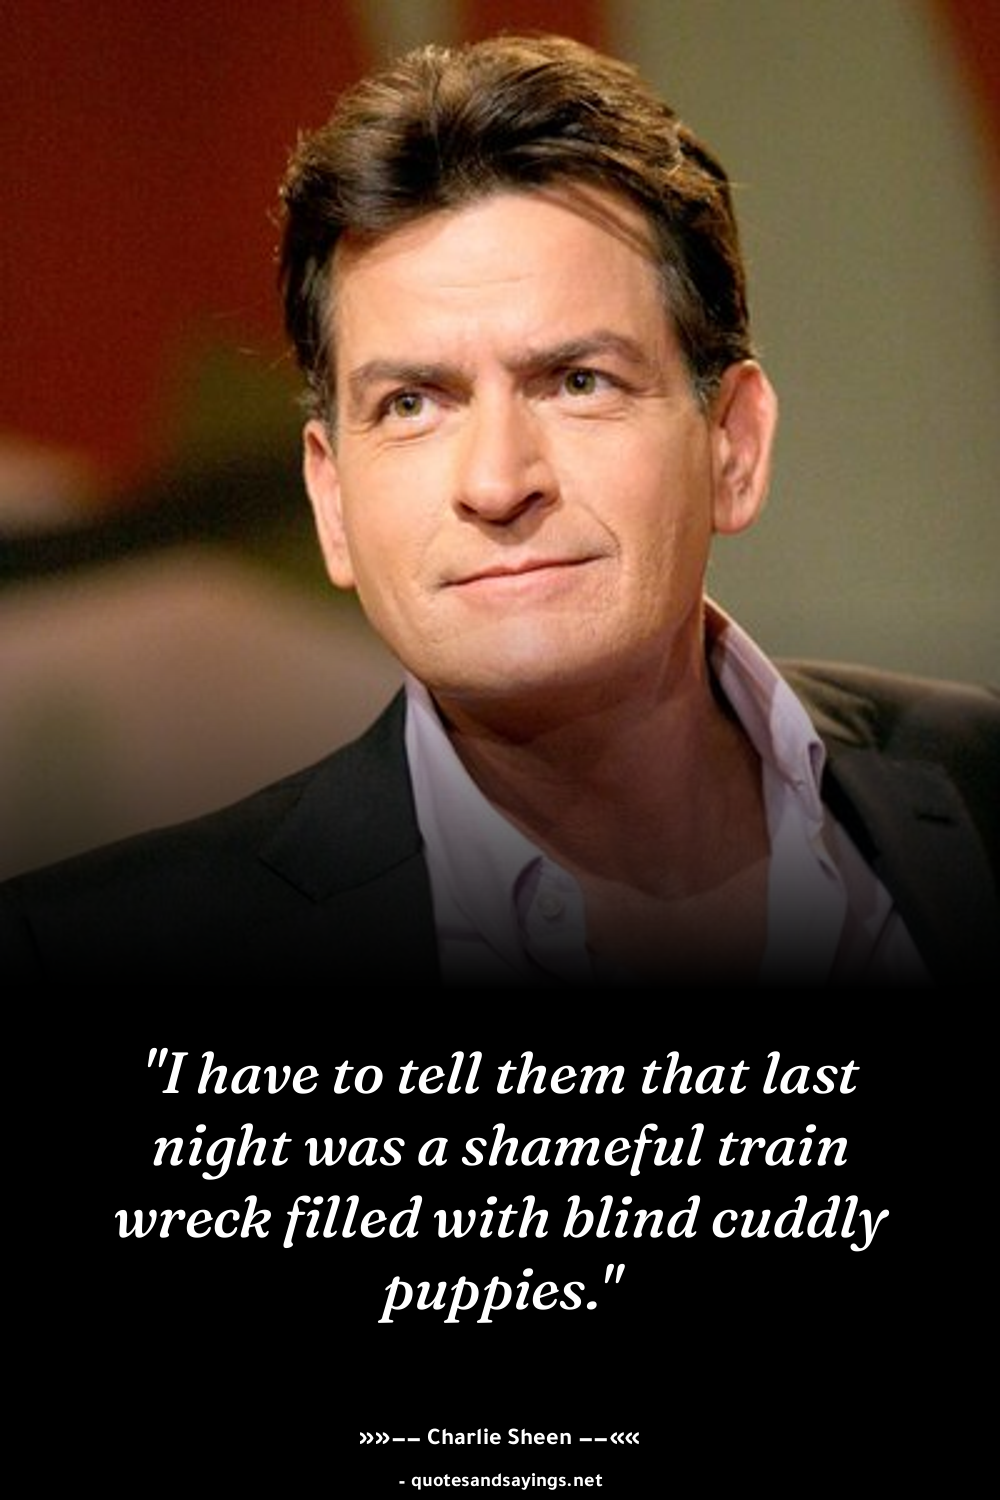 "I have to tell them that last
night was a shameful train
wreck filled with blind cuddly
puppies."
»»−− Charlie Sheen −−««
- quotesandsayings.net